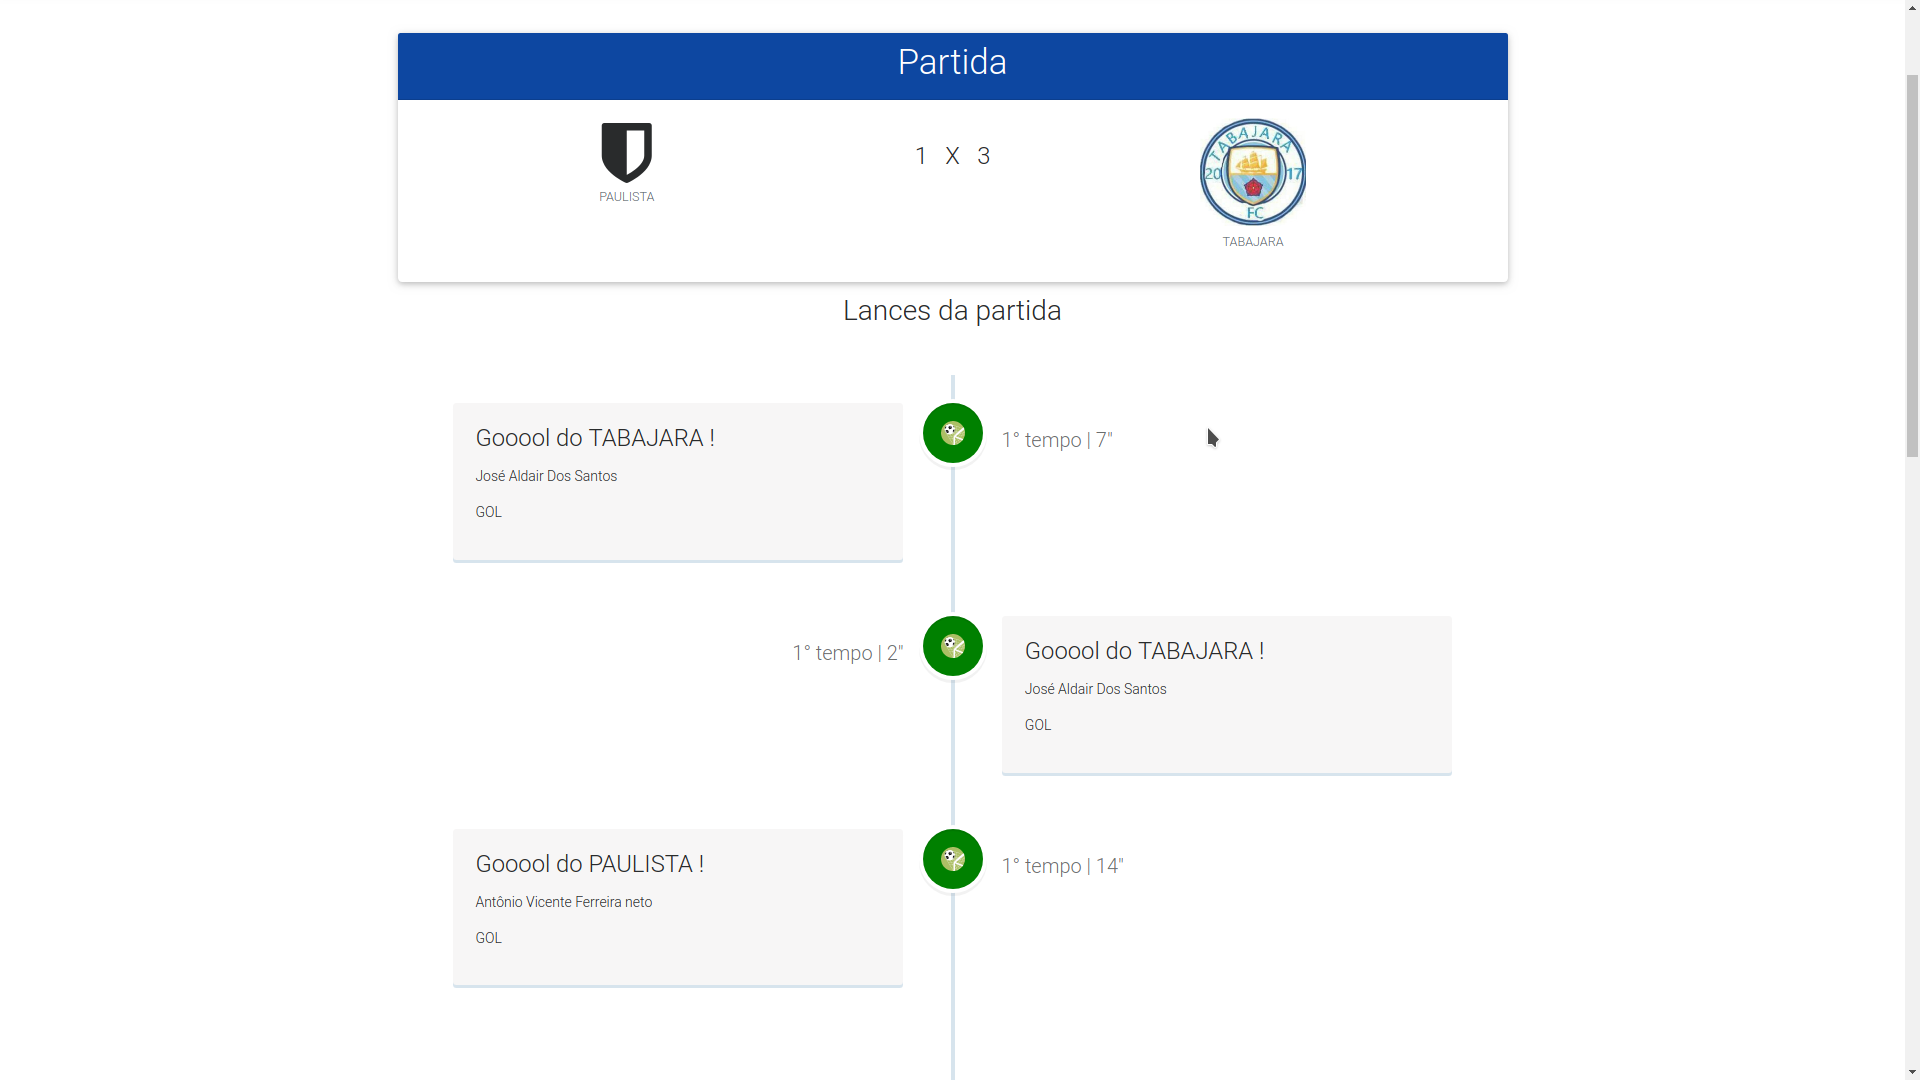 Partida
PAULISTA
1 X 3
TABAJARA
20 17
FC
TABAJARA
Lances da partida
Gooool do TABAJARA !
José Aldair Dos Santos
GOL
1° tempo | 7"
1° tempo | 2"
Gooool do TABAJARA !
José Aldair Dos Santos
GOL
Gooool do PAULISTA !
Antônio Vicente Ferreira neto
GOL
1° tempo | 14"